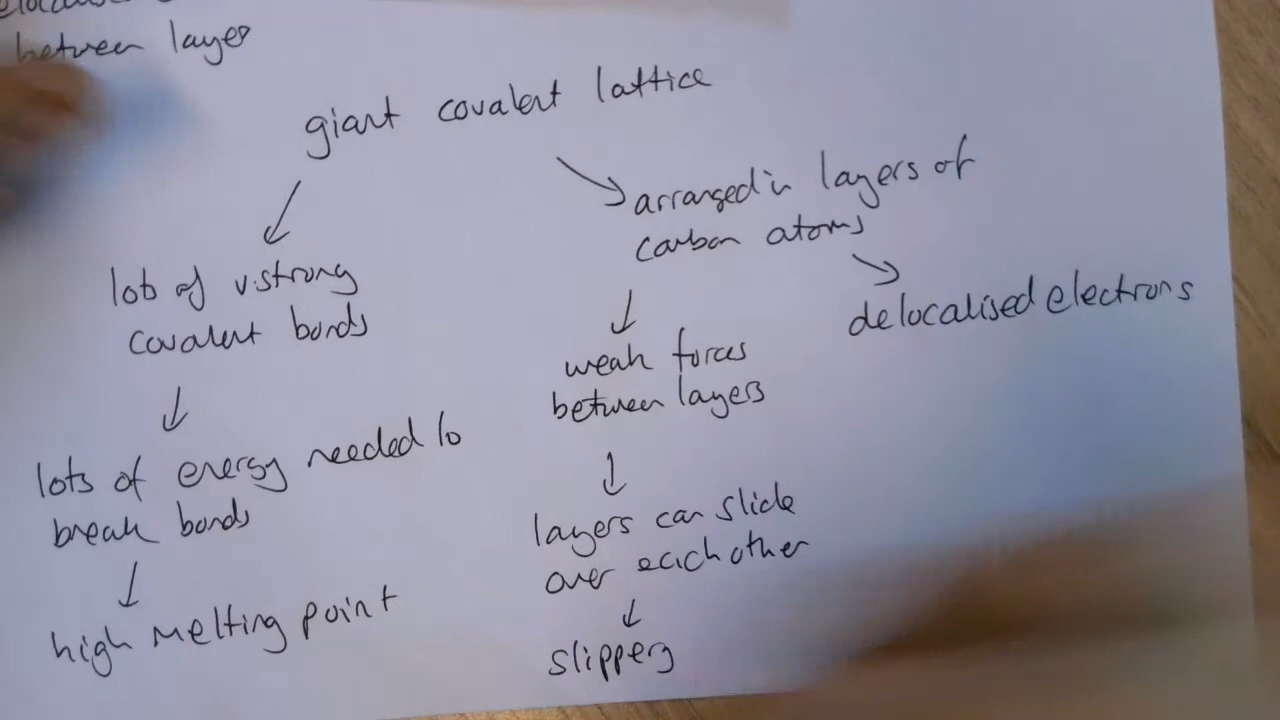 between layer
giant covalent lattice
arranged in layers of
carbon atoms
lots of v.strong
covalent bonds
delocalised electrons
weak forces
between layers
lots of energy needed to
break bonds
layers can slide
over each other
high melting point
slippery